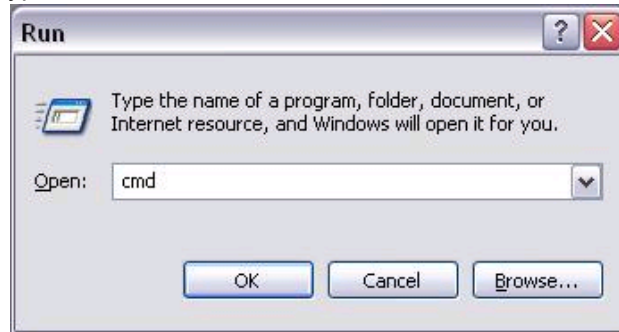 Run
Type the name of a program, folder, document, or
Internet resource, and Windows will open it for you.
Open: cmd
OK Cancel Browse...